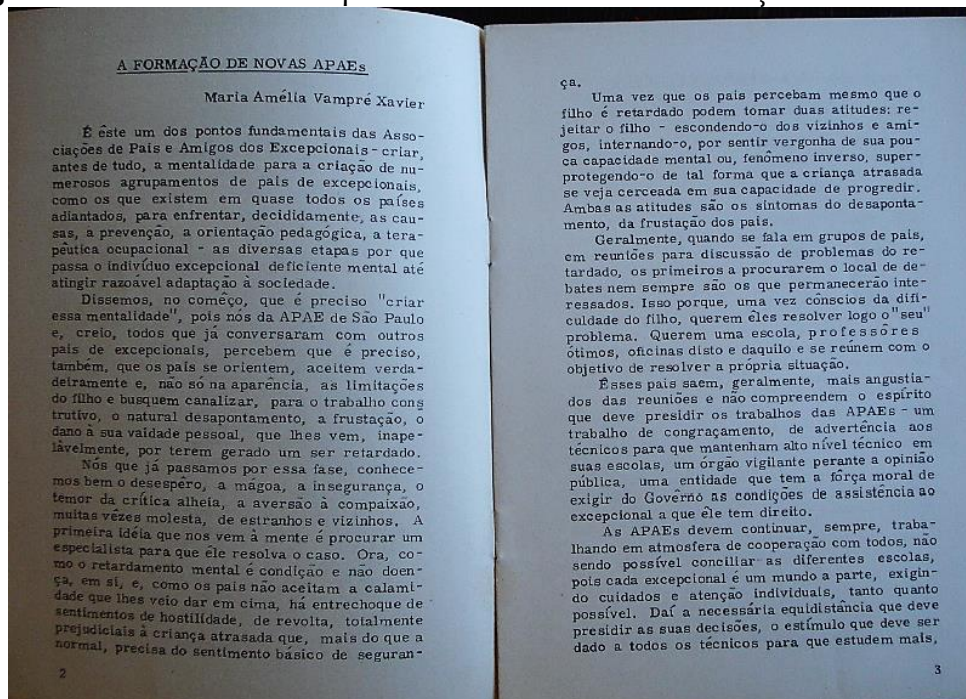 A FORMAÇÃO DE NOVAS APAEs
Maria Amélia Vampré Xavier
É êste um dos pontos fundamentais das Asso-
ciações de Pais e Amigos dos Excepcionais - criar,
antes de tudo, a mentalidade para a criação de nu-
merosos agrupamentos de pais de excepcionais,
como os que existem em quase todos os países
adiantados, para enfrentar, decididamente, as cau-
sas, a prevenção, a orientação pedagógica, a tera-
pêutica ocupacional - as diversas etapas por que
passa o indivíduo excepcional deficiente mental até
atingir razoável adaptação à sociedade.
Dissemos, no comêço, que é preciso "criar
essa mentalidade", pois nós da APAE de São Paulo
e, creio, todos que já conversaram com outros
pais de excepcionais, percebem que é preciso,
também, que os pais se orientem, aceitem verda-
deiramente e, não só na aparência, as limitações
do filho e busquem canalizar, para o trabalho cons
trutivo, o natural desapontamento, a frustação, o
dano à sua vaidade pessoal, que lhes vem, inape-
làvelmente, por terem gerado um ser retardado.
Nós que já passamos por essa fase, conhece-
mos bem o desespêro, a mágoa, a insegurança, o
temor da crítica alheia, a aversão à compaixão,
muitas vêzes molesta, de estranhos e vizinhos. A
primeira idéia que nos vem à mente é procurar um
especialista para que êle resolva o caso. Ora, co-
mo o retardamento mental é condição e não doen-
ça, em si, e, como os pais não aceitam a calami-
dade que lhes veio dar em cima, há entrechoque de
sentimentos de hostilidade, de revolta, totalmente
prejudiciais à criança atrasada que, mais do que a
normal, precisa do sentimento básico de seguran-
2
ça.
Uma vez que os pais percebam mesmo que o
filho é retardado podem tomar duas atitudes: re-
jeitar o filho - escondendo-o dos vizinhos e ami-
gos, internando-o, por sentir vergonha de sua pou-
ca capacidade mental ou, fenômeno inverso, super-
protegendo-o de tal forma que a criança atrasada
se veja cerceada em sua capacidade de progredir.
Ambas as atitudes são os sintomas do desaponta-
mento, da frustação dos pais.
Geralmente, quando se fala em grupos de pais,
em reuniões para discussão de problemas do re-
tardado, os primeiros a procurarem o local de de-
bates nem sempre são os que permanecerão inte-
ressados. Isso porque, uma vez cônscios da difi-
culdade do filho, querem êles resolver logo o "seu"
problema. Querem uma escola, professôres
ótimos, oficinas disto e daquilo e se reúnem com o
objetivo de resolver a própria situação.
Êsses pais saem, geralmente, mais angustia-
dos das reuniões e não compreendem o espírito
que deve presidir os trabalhos das APAEs - um
trabalho de congraçamento, de advertência aos
técnicos para que mantenham alto nível técnico em
suas escolas, um órgão vigilante perante a opinião
pública, uma entidade que tem a fôrça moral de
exigir do Govêrno as condições de assistência ao
excepcional a que êle tem direito.
As APAEs devem continuar, sempre, traba-
lhando em atmosfera de cooperação com todos, não
sendo possível conciliar as diferentes escolas,
pois cada excepcional é um mundo a parte, exigin-
do cuidados e atenção individuais, tanto quanto
possível. Daí a necessária equidistância que deve
presidir as suas decisões, o estímulo que deve ser
dado a todos os técnicos para que estudem mais,
3